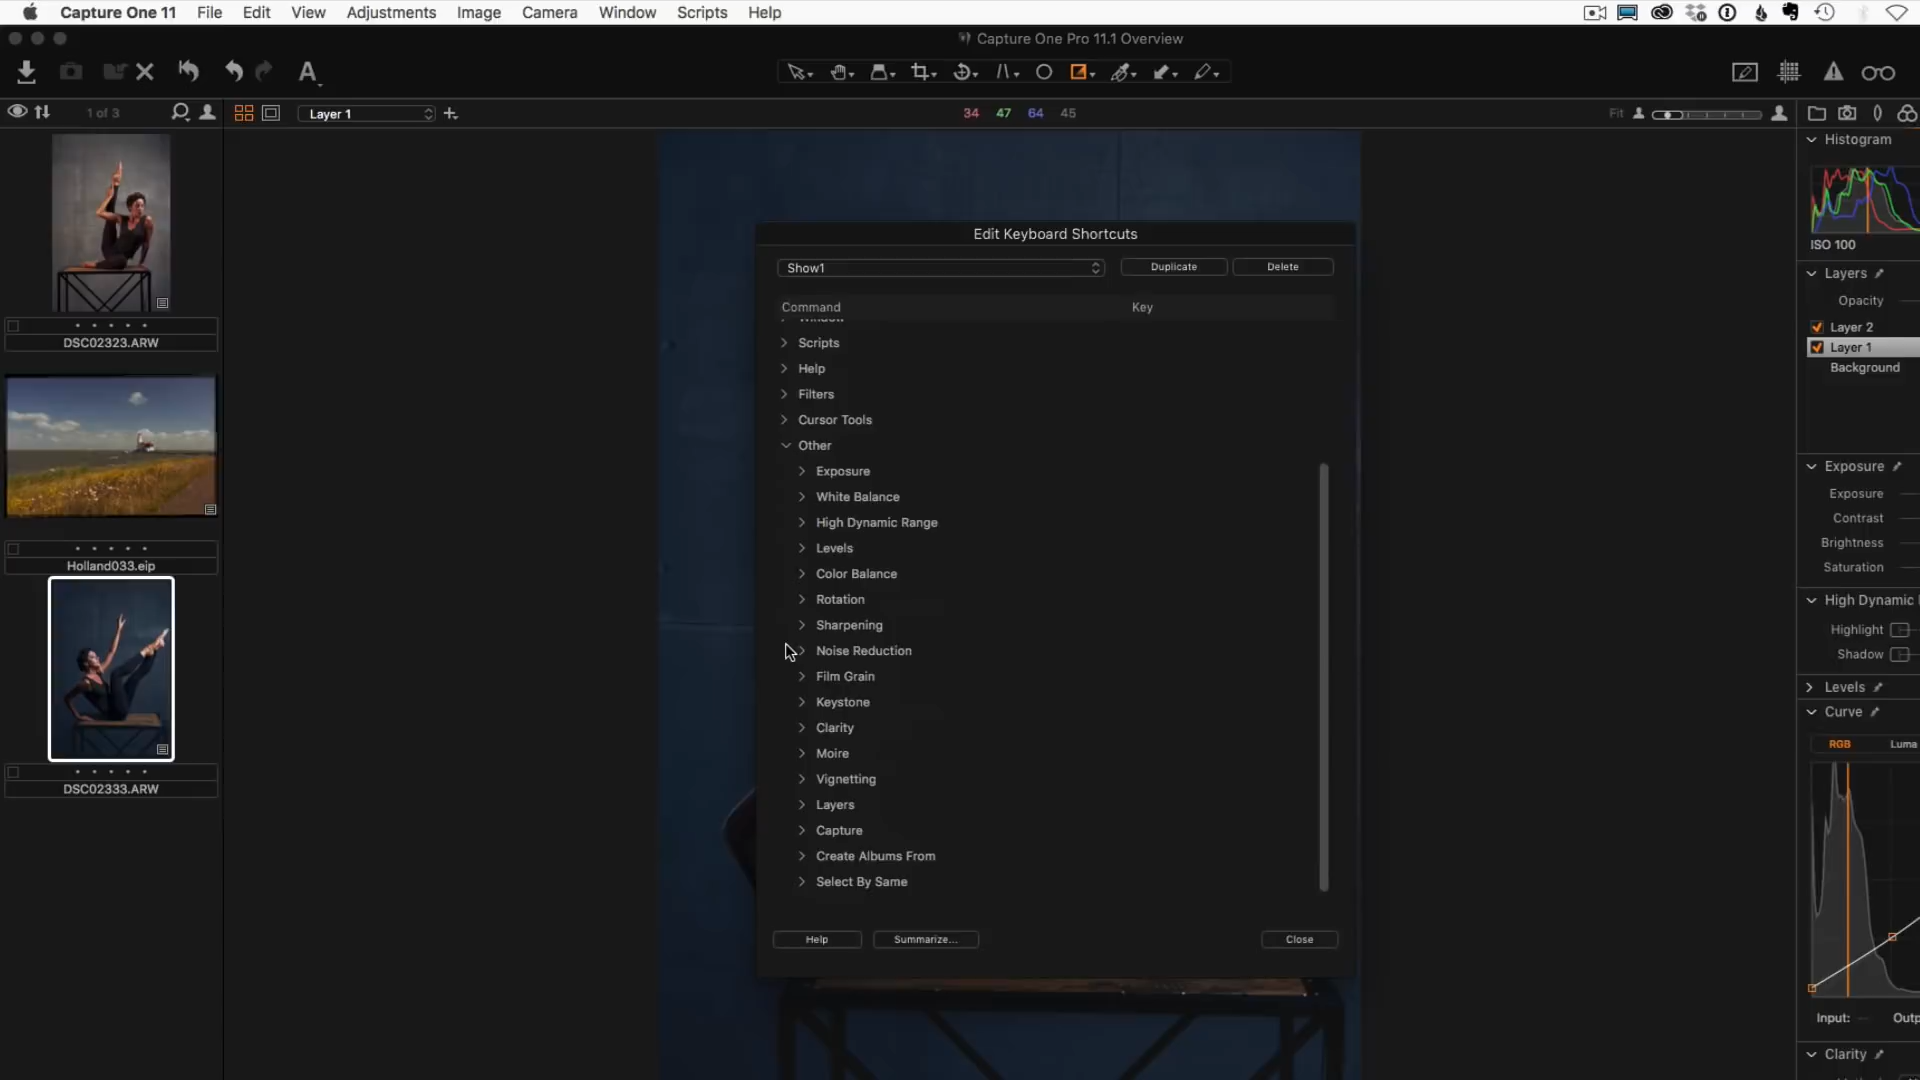 Capture One 11 File Edit View Adjustments Image Camera Window Scripts Help
Capture One Pro 11.1 Overview
A
1 of 3
Layer 1
34 47 64 45
Fit
DSC02323.ARW
Holland033.eip
DSC02333.ARW
Edit Keyboard Shortcuts
Show1
Duplicate
Delete
Command
Key
Window
Scripts
Help
Filters
Cursor Tools
Other
Exposure
White Balance
High Dynamic Range
Levels
Color Balance
Rotation
Sharpening
Noise Reduction
Film Grain
Keystone
Clarity
Moire
Vignetting
Layers
Capture
Create Albums From
Select By Same
Help
Summarize...
Close
Histogram
ISO 100
Layers
Opacity
Layer 2
Layer 1
Background
Exposure
Exposure
Contrast
Brightness
Saturation
High Dynamic
Highlight
Shadow
Levels
Curve
RGB
Luma
Input:
Outp
Clarity